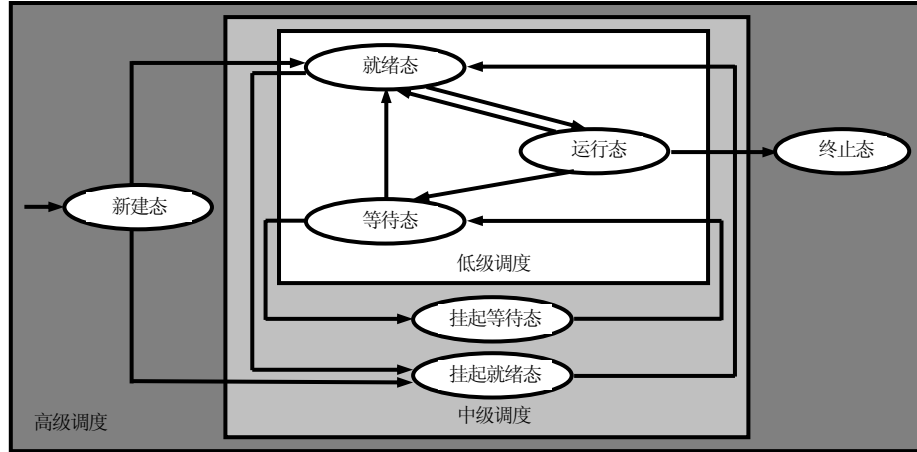 就绪态
运行态
终止态
新建态
等待态
低级调度
挂起等待态
挂起就绪态
中级调度
高级调度